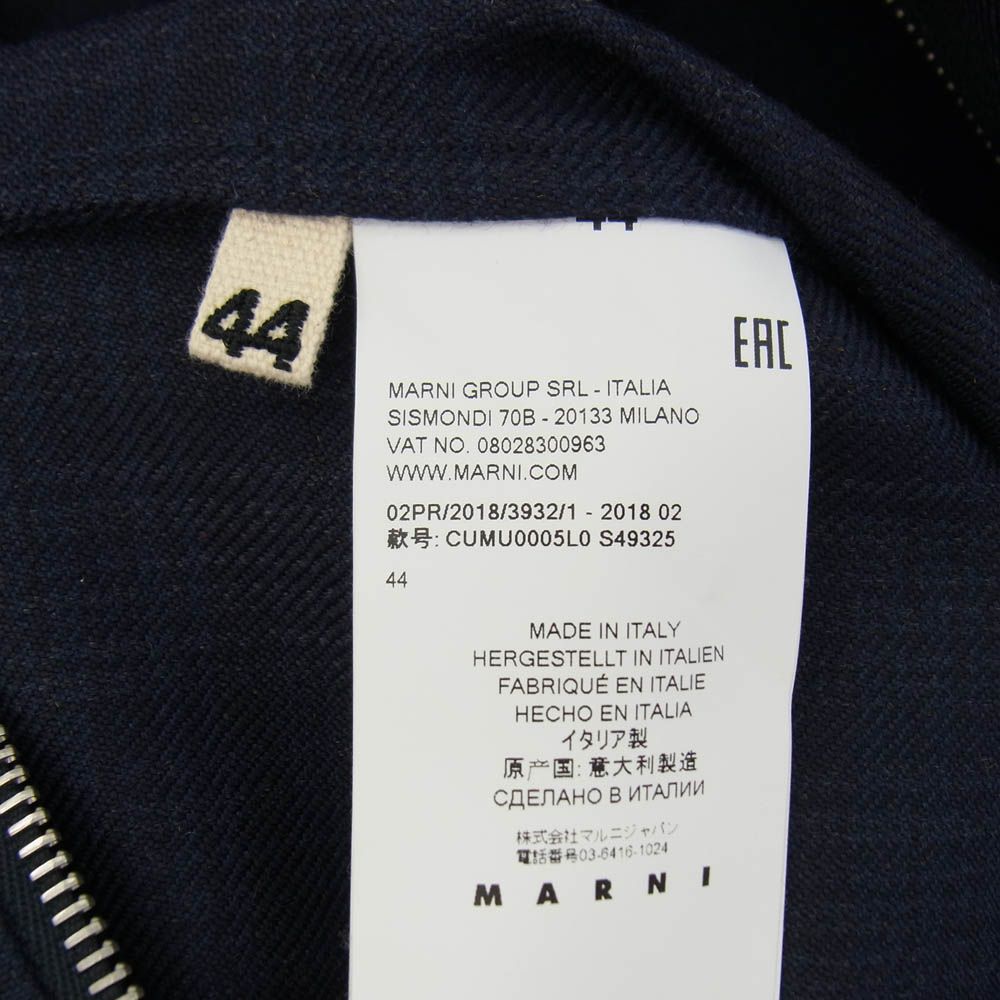 44
44
EAC
MARNI GROUP SRL - ITALIA
SISMONDI 70B - 20133 MILANO
VAT NO. 08028300963
WWW.MARNI.COM
02PR/2018/3932/1 - 2018 02
款号: CUMU0005L0 S49325
44
MADE IN ITALY
HERGESTELLT IN ITALIEN
FABRIQUÉ EN ITALIE
HECHO EN ITALIA
イタリア製
原产国: 意大利製造
СДЕЛАНО В ИТАЛИИ
株式会社マルニジャパン
電話番号03-6416-1024
MARNI